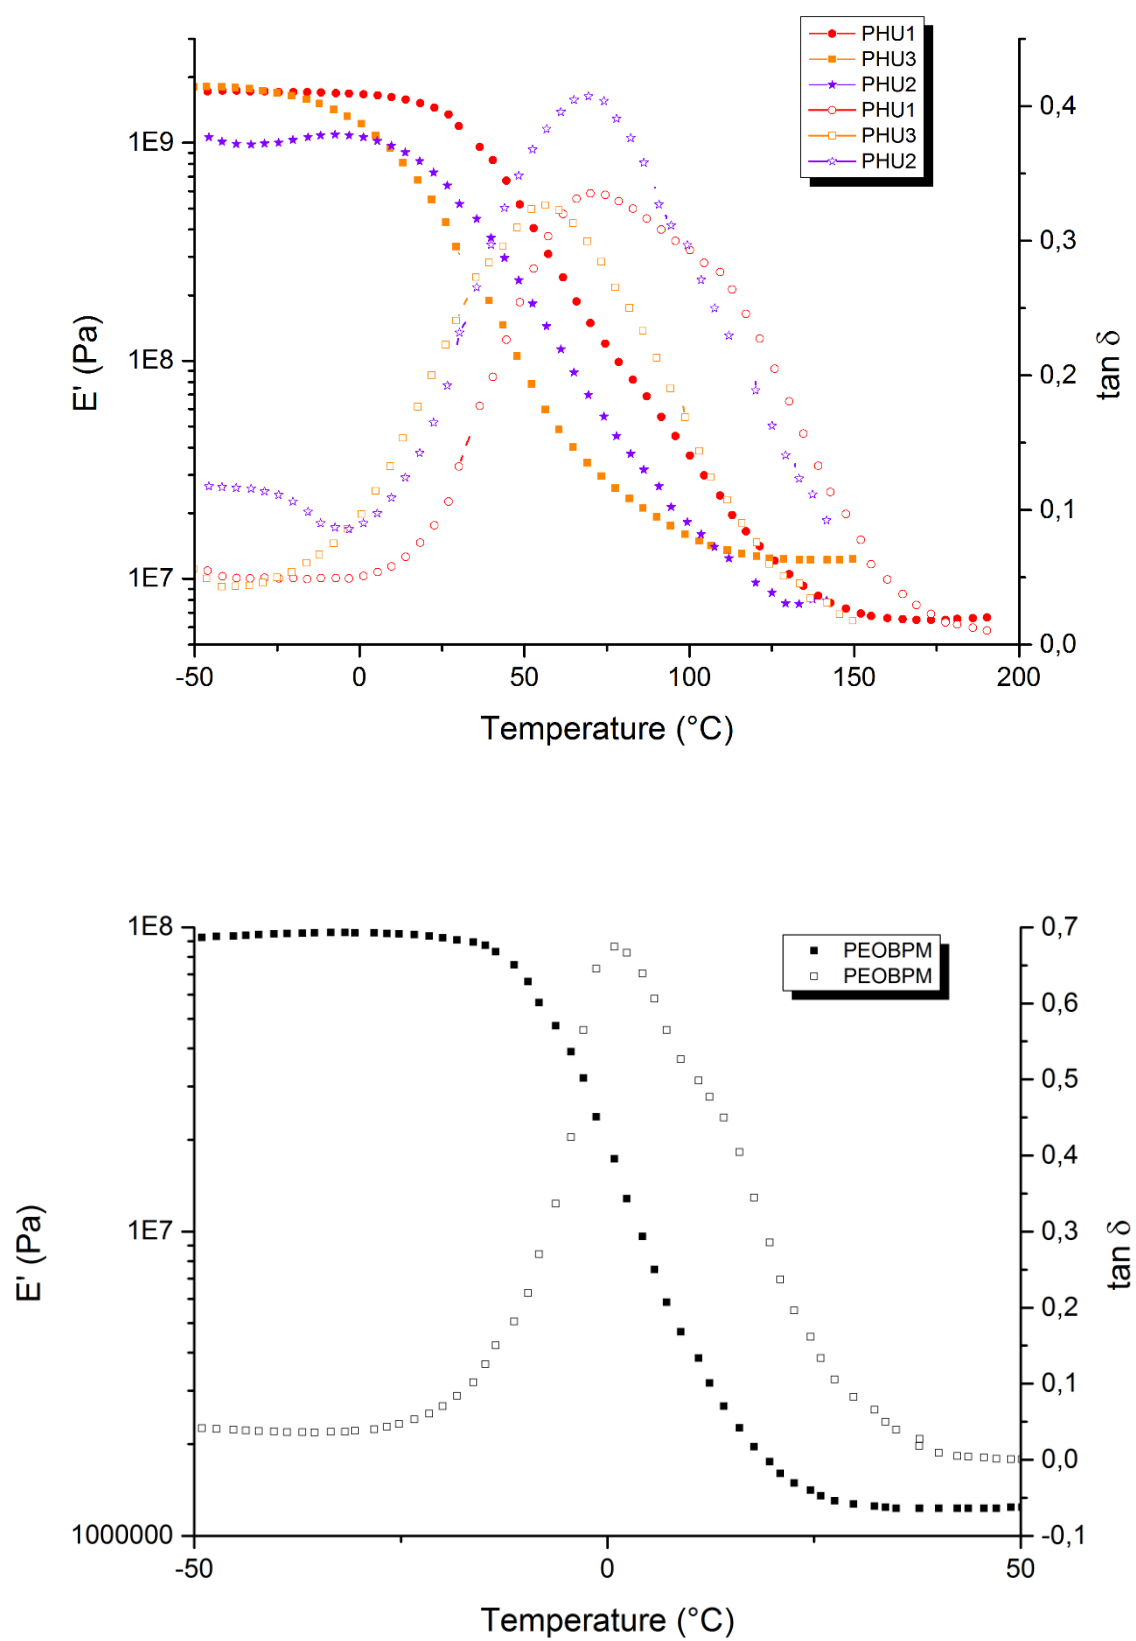 PHU1
PHU3
PHU2
PHU1
PHU3
PHU2
1E9
1E8
1E7
E' (Pa)
0,4
0,3
0,2
0,1
0,0
tan δ
-50 0 50 100 150 200
Temperature (°C)
PEOBPM
PEOBPM
1E8
1E7
1000000
E' (Pa)
0,7
0,6
0,5
0,4
0,3
0,2
0,1
0,0
-0,1
tan δ
-50 0 50
Temperature (°C)